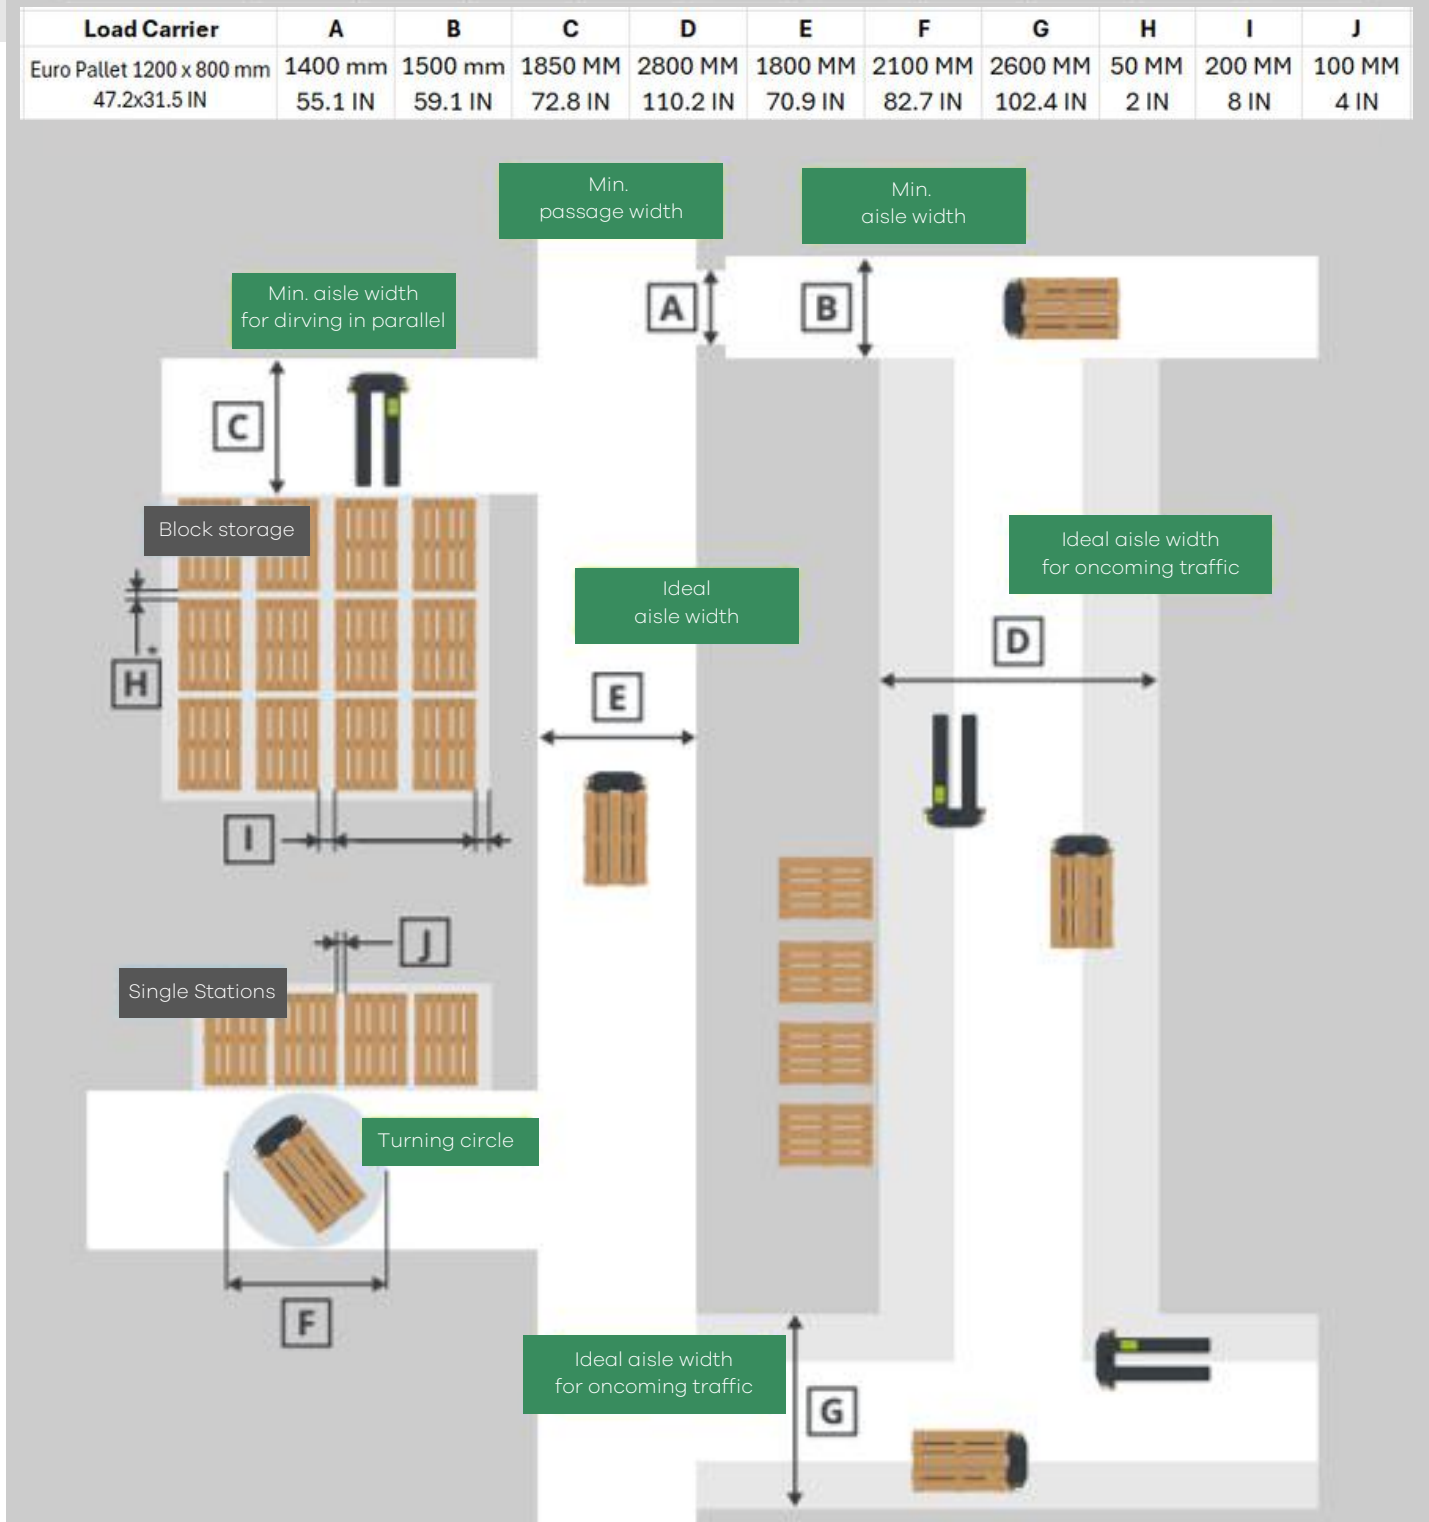 Load Carrier A B C D E F G H I J
Euro Pallet 1200 x 800 mm 1400 mm 1500 mm 1850 MM 2800 MM 1800 MM 2100 MM 2600 MM 50 MM 200 MM 100 MM
47.2x31.5 IN 55.1 IN 59.1 IN 72.8 IN 110.2 IN 70.9 IN 82.7 IN 102.4 IN 2 IN 8 IN 4 IN
Min.
passage width
Min.
aisle width
Min. aisle width
for dirving in parallel
A
B
C
Block storage
Ideal aisle width
for oncoming traffic
Ideal
aisle width
D
H*
E
I
J
Single Stations
Turning circle
F
Ideal aisle width
for oncoming traffic
G